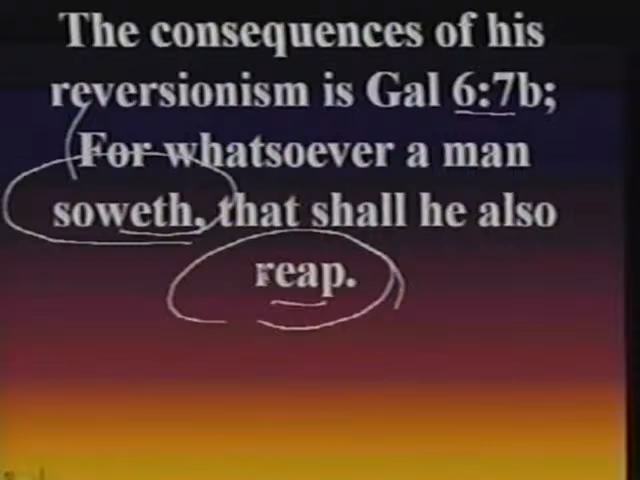 The consequences of his
reversionism is Gal 6:7b;
For whatsoever a man
soweth, that shall he also
reap.